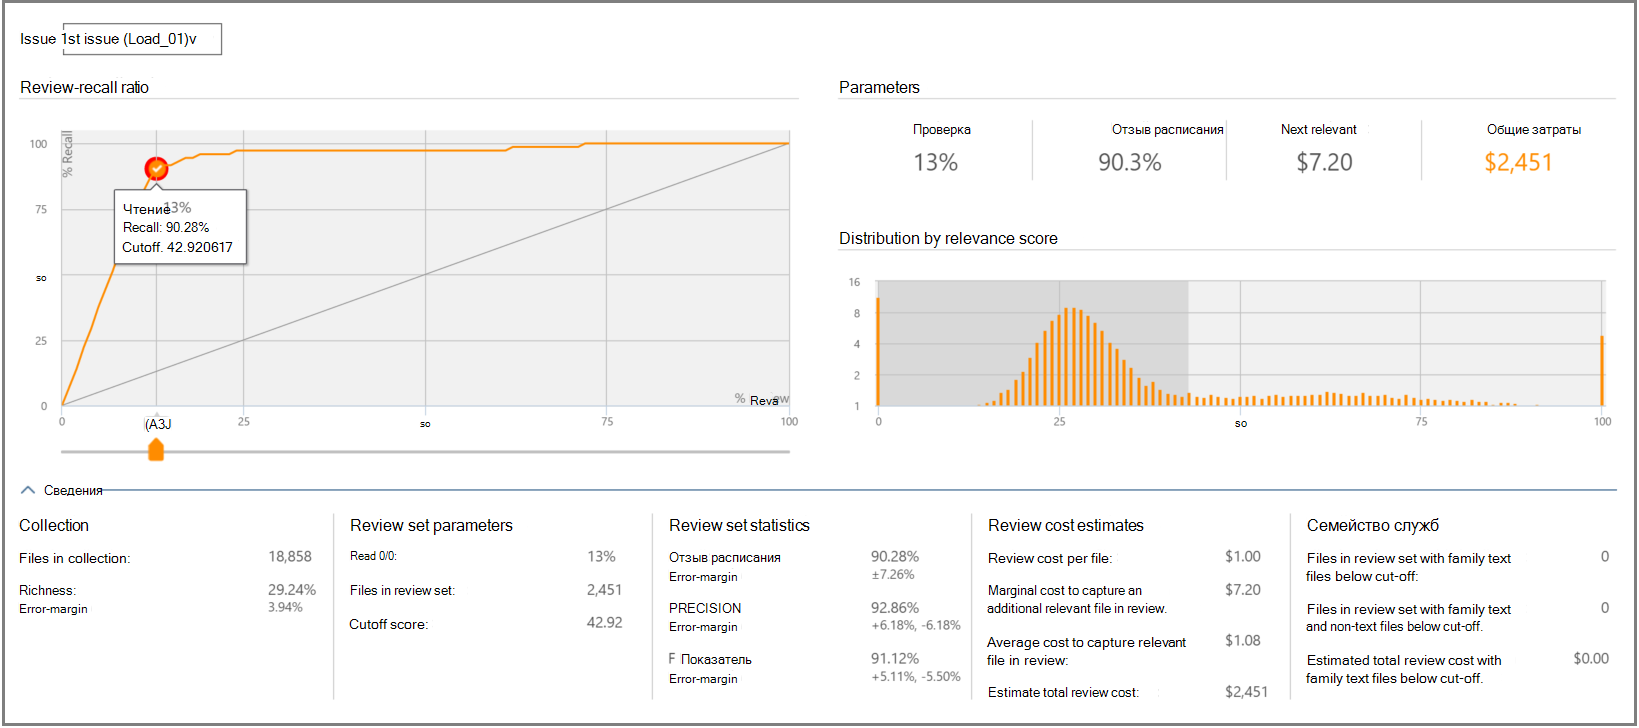 Issue 1st issue (Load_01)v
Review-recall ratio
% Recall
100
75
so
25
0
Чтение 13%
Recall: 90.28%
Cutoff. 42.920617
% Reva ew
0
(A3J
25
so
75
100
Parameters
Проверка
13%
Отзыв расписания
90.3%
Next relevant
$7.20
Общие затраты
$2,451
Distribution by relevance score
16
8
4
2
1
0
25
so
75
100
Сведения
Collection
Files in collection: 18,858
Richness: 29.24%
Error-margin 3.94%
Review set parameters
Read 0/0: 13%
Files in review set: 2,451
Cutoff score: 42.92
Review set statistics
Отзыв расписания 90.28%
Error-margin ±7.26%
PRECISION 92.86%
Error-margin +6.18%, -6.18%
F Показатель 91.12%
Error-margin +5.11%, -5.50%
Review cost estimates
Review cost per file: $1.00
Marginal cost to capture an $7.20
additional relevant file in review.
Average cost to capture relevant $1.08
file in review:
Estimate total review cost: $2,451
Семейство служб
Files in review set with family text 0
files below cut-off:
Files in review set with family text 0
and non-text files below cut-off.
Estimated total review cost with $0.00
family text files below cut-off.